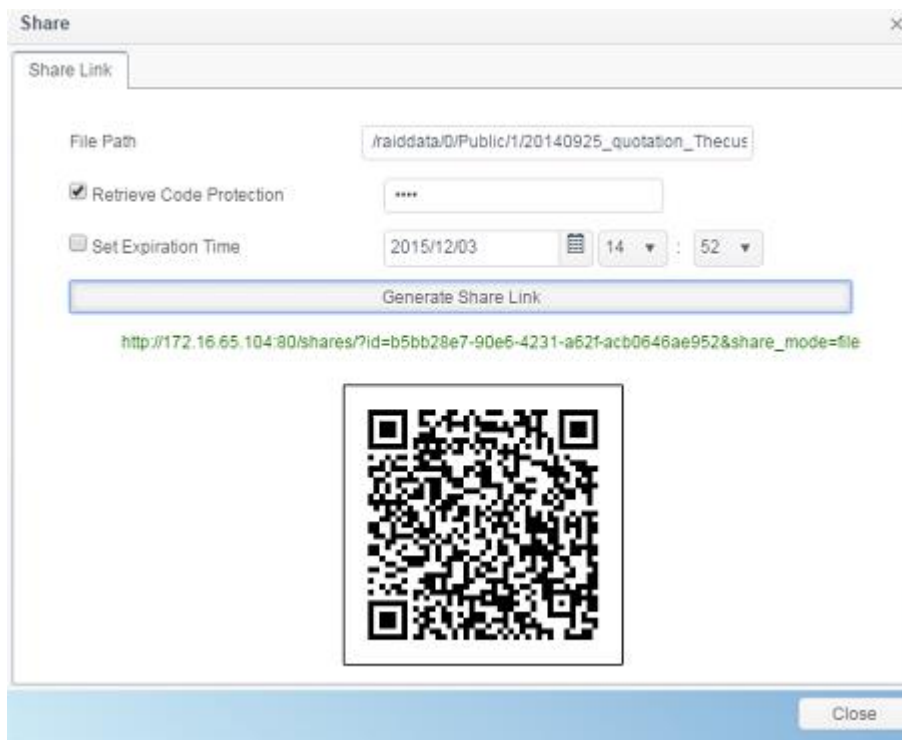 Share
Share Link
File Path /raiddata/0/Public/1/20140925_quotation_Thecus
Retrieve Code Protection ••••
Set Expiration Time 2015/12/03 14 : 52
Generate Share Link
http://172.16.65.104:80/shares/?id=b5bb28e7-90e6-4231-a62f-acb0646ae952&share_mode=file
Close